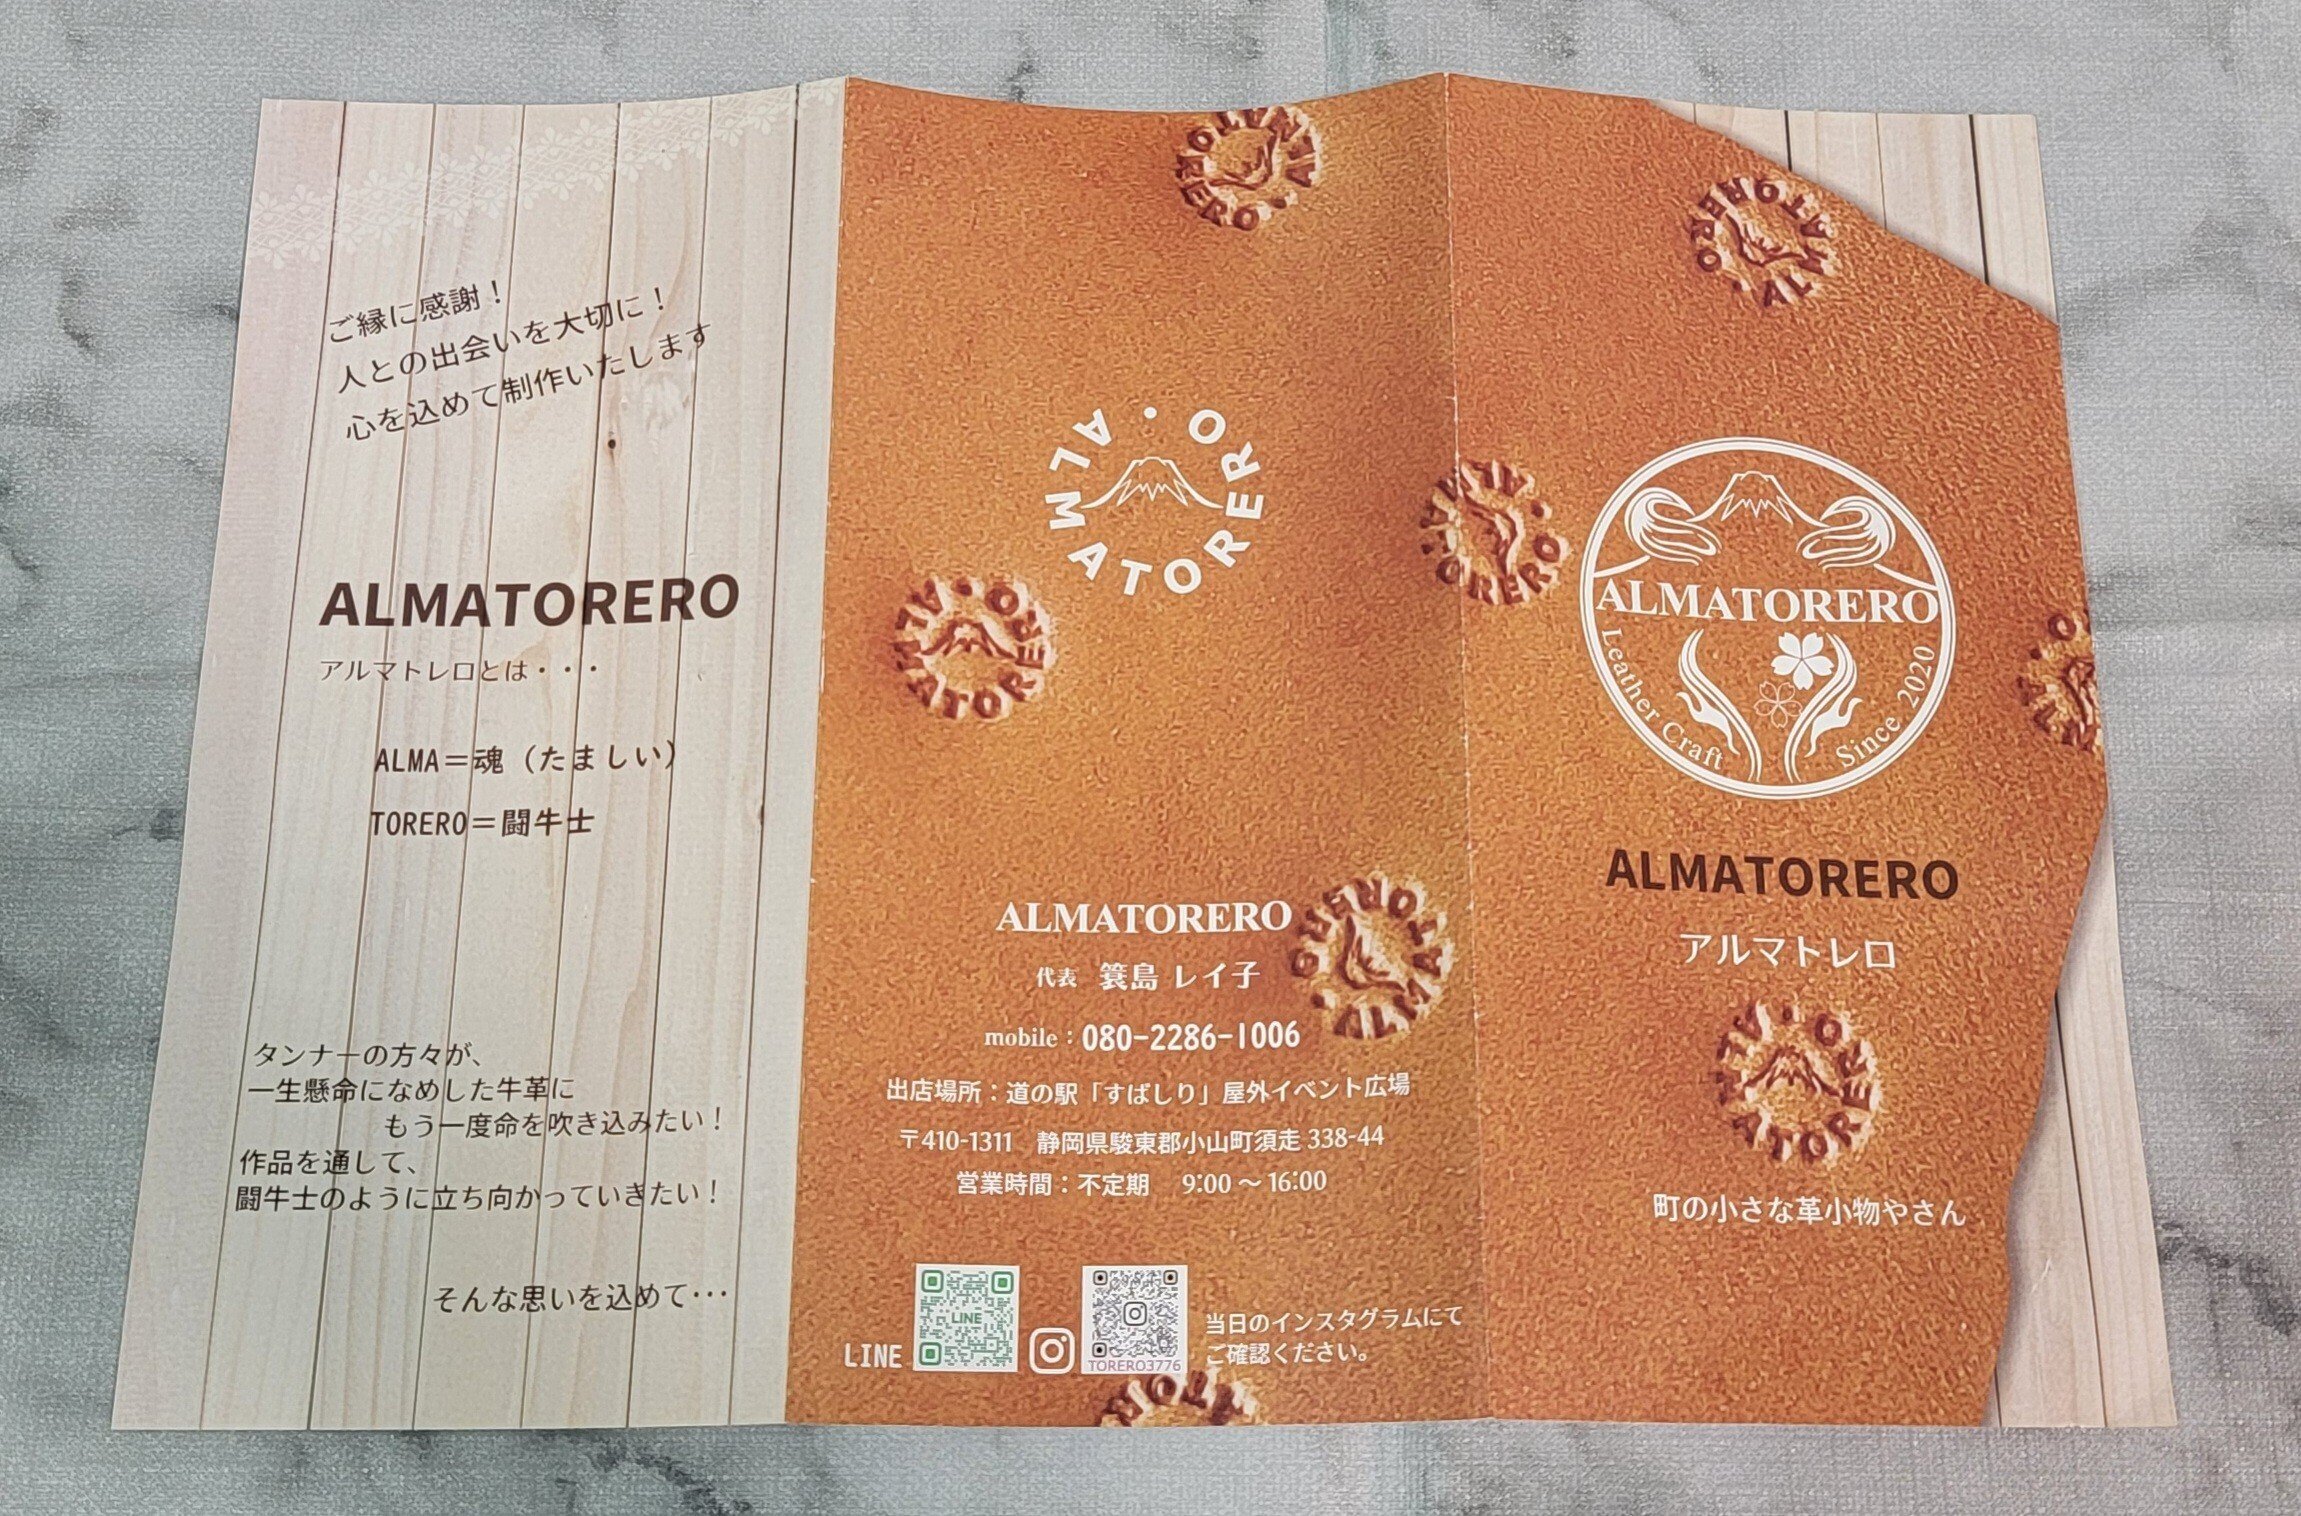 ご縁に感謝！
人との出会いを大切に！
心を込めて制作いたします
ALMATORERO
アルマトレロとは・・・
ALMA＝魂（たましい）
TORERO＝闘牛士
タンナーの方々が、
一生懸命になめした牛革に
もう一度命を吹き込みたい！
作品を通して、
闘牛士のように立ち向かっていきたい！
そんな思いを込めて…
ALMATORERO・
ALMATORERO・
ALMATORERO・
ALMATORERO
代表 簑島 レイ子
ALMATORERO・
mobile：080-2286-1006
出店場所：道の駅「すばしり」屋外イベント広場
〒410-1311 静岡県駿東郡小山町須走 338-44
営業時間：不定期 9:00 ～ 16:00
LINE
LINE
TORERO3776
当日のインスタグラムにて
ご確認ください。
ALMATORERO・
ALMATORERO・
ALMATORERO
Leather Craft
Since 2020
ALMATORERO
アルマトレロ
ALMATORERO・
町の小さな革小物やさん